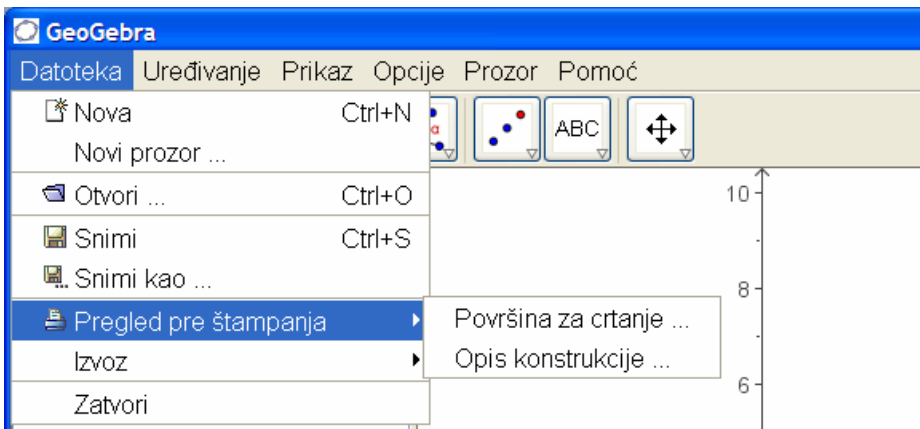 GeoGebra
Datoteka Uređivanje Prikaz Opcije Prozor Pomoć
Nova Ctrl+N
Novi prozor ...
Otvori ... Ctrl+O
Snimi Ctrl+S
Snimi kao ...
Pregled pre štampanja
Izvoz
Zatvori
Površina za crtanje ...
Opis konstrukcije ...
α
ABC
10
8
6